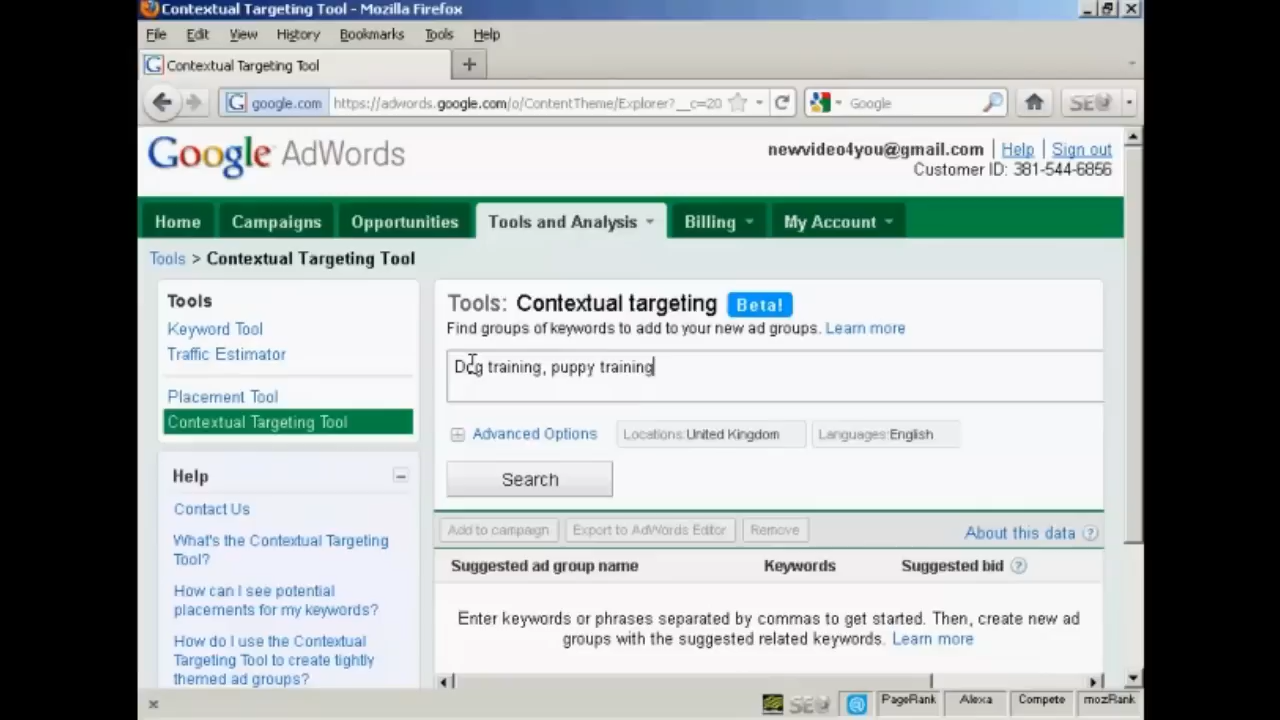 Contextual Targeting Tool - Mozilla Firefox
File Edit View History Bookmarks Tools Help
Contextual Targeting Tool
google.com https://adwords.google.com/o/ContentTheme/Explorer?__c=20 Google
Google AdWords
newvideo4you@gmail.com | Help | Sign out
Customer ID: 381-544-6856
Home Campaigns Opportunities Tools and Analysis Billing My Account
Tools > Contextual Targeting Tool
Tools
Keyword Tool
Traffic Estimator
Placement Tool
Contextual Targeting Tool
Help
Contact Us
What's the Contextual Targeting
Tool?
How can I see potential
placements for my keywords?
How do I use the Contextual
Targeting Tool to create tightly
themed ad groups?
Tools: Contextual targeting Beta!
Find groups of keywords to add to your new ad groups. Learn more
Dog training, puppy training
Advanced Options Locations: United Kingdom Languages: English
Search
Add to campaign Export to AdWords Editor Remove About this data ?
Suggested ad group name Keywords Suggested bid ?
Enter keywords or phrases separated by commas to get started. Then, create new ad
groups with the suggested related keywords. Learn more
SEO @ PageRank Alexa Compete mozRank